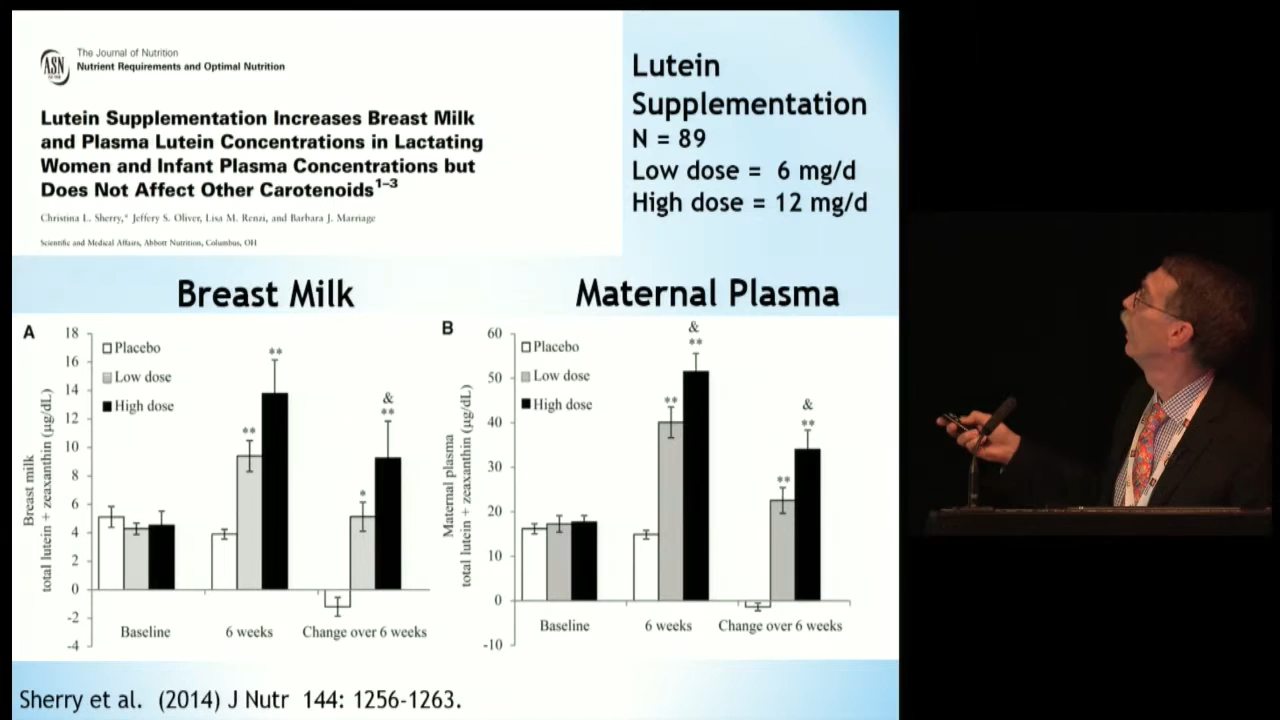 ASN
The Journal of Nutrition
Nutrient Requirements and Optimal Nutrition
Lutein Supplementation Increases Breast Milk
and Plasma Lutein Concentrations in Lactating
Women and Infant Plasma Concentrations but
Does Not Affect Other Carotenoids1–3
Christina L. Sherry,* Jeffery S. Oliver, Lisa M. Renzi, and Barbara J. Marriage
Scientific and Medical Affairs, Abbott Nutrition, Columbus, OH
Lutein
Supplementation
N = 89
Low dose = 6 mg/d
High dose = 12 mg/d
Breast Milk
A
Breast milk
total lutein + zeaxanthin (µg/dL)
18
16
14
12
10
8
6
4
2
0
-2
-4
Placebo
Low dose
High dose
**
**
*
&
**
Baseline
6 weeks
Change over 6 weeks
Maternal Plasma
B
Maternal plasma
total lutein + zeaxanthin (µg/dL)
60
50
40
30
20
10
0
-10
Placebo
Low dose
High dose
**
&
**
**
&
**
Baseline
6 weeks
Change over 6 weeks
Sherry et al. (2014) J Nutr 144: 1256-1263.